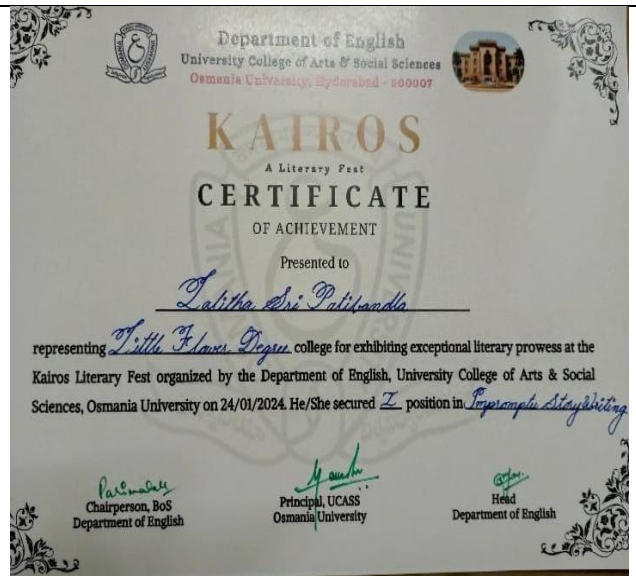 Department of English
University College of Arts & Social Sciences
Osmania University, Hyderabad - 500007
KAIROS
A Literary Fest
CERTIFICATE
OF ACHIEVEMENT
Presented to
Lalitha Sri Patibandla
representing Little Flower Degree college for exhibiting exceptional literary prowess at the
Kairos Literary Fest organized by the Department of English, University College of Arts & Social
Sciences, Osmania University on 24/01/2024. He/She secured I position in Impromptu Story Writing
Chairperson, BoS
Department of English
Principal, UCASS
Osmania University
Head
Department of English